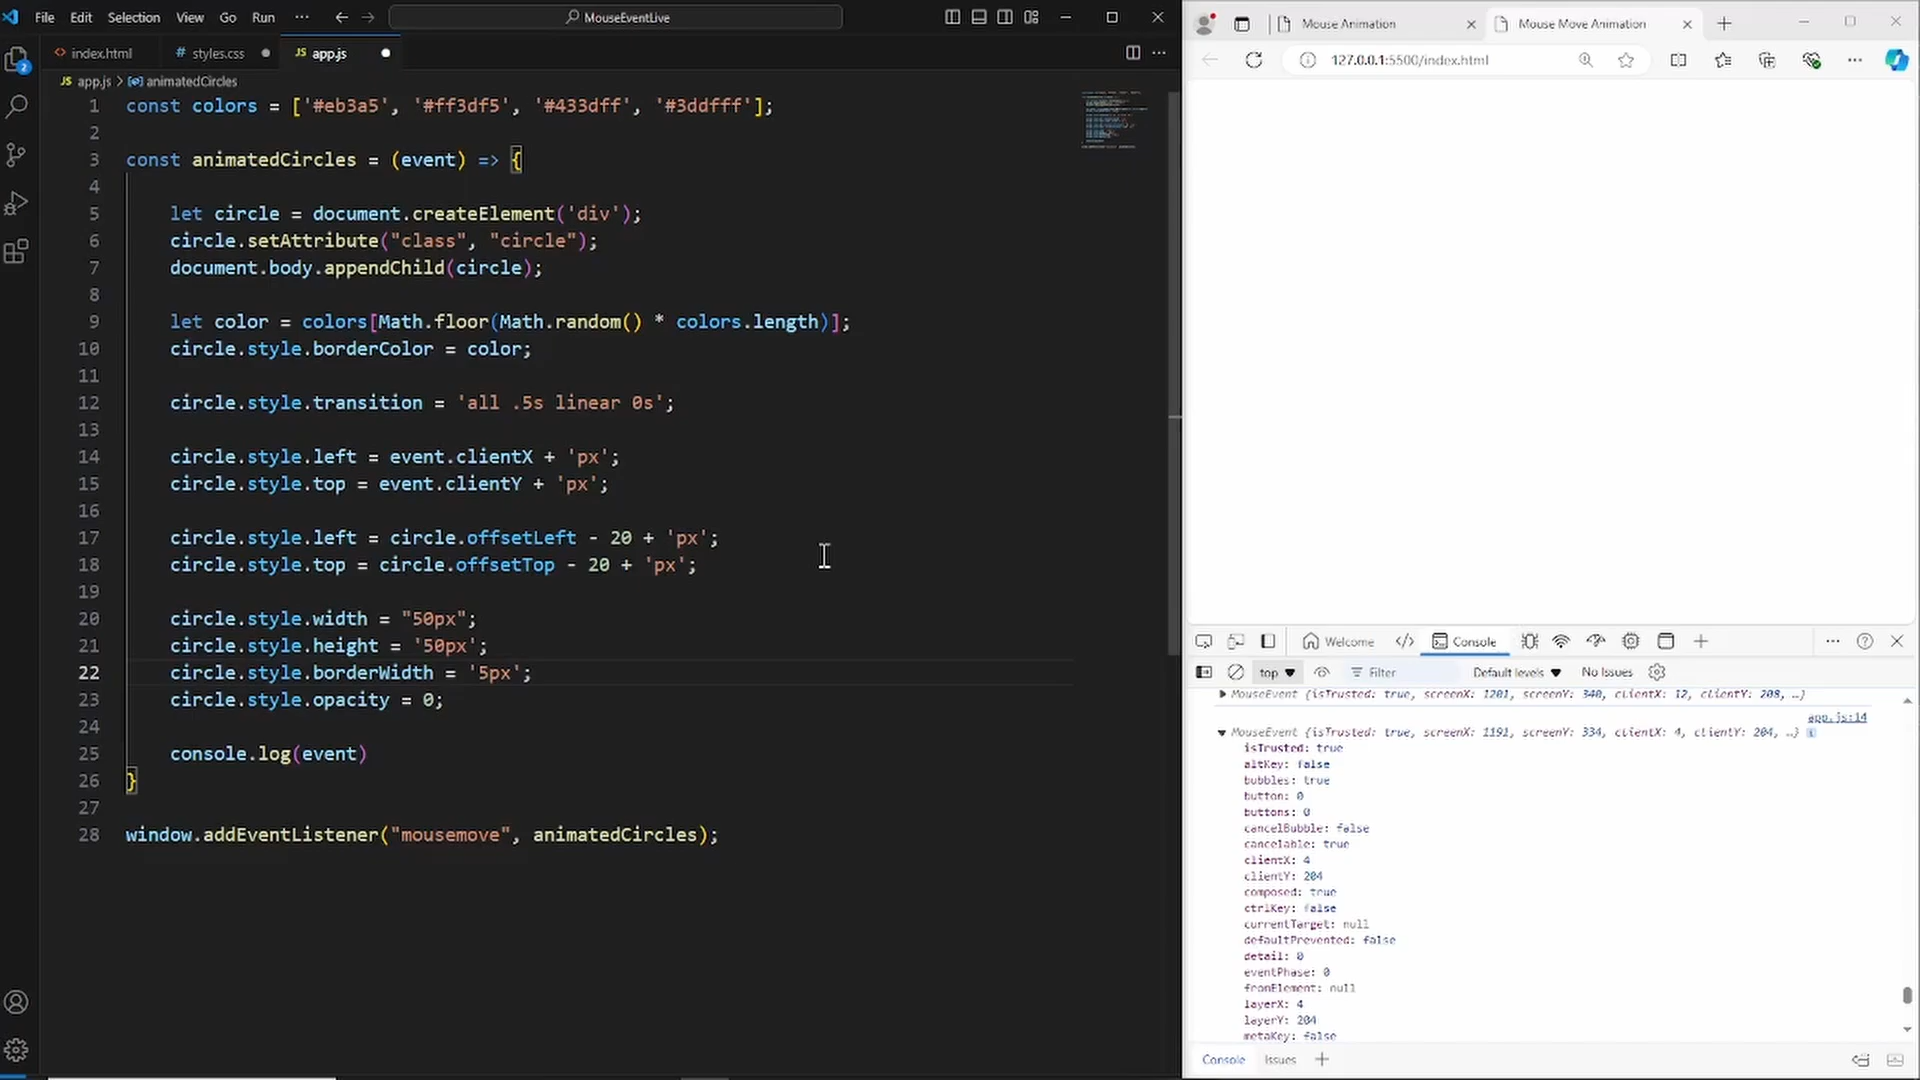 File Edit Selection View Go Run ··· MouseEventLive
index.html styles.css JS app.js
JS app.js > animatedCircles
1 const colors = ['#eb3a5', '#ff3df5', '#433dff', '#3ddfff'];
2
3 const animatedCircles = (event) => {
4
5 let circle = document.createElement('div');
6 circle.setAttribute("class", "circle");
7 document.body.appendChild(circle);
8
9 let color = colors[Math.floor(Math.random() * colors.length)];
10 circle.style.borderColor = color;
11
12 circle.style.transition = 'all .5s linear 0s';
13
14 circle.style.left = event.clientX + 'px';
15 circle.style.top = event.clientY + 'px';
16
17 circle.style.left = circle.offsetLeft - 20 + 'px';
18 circle.style.top = circle.offsetTop - 20 + 'px';
19
20 circle.style.width = "50px";
21 circle.style.height = '50px';
22 circle.style.borderWidth = '5px';
23 circle.style.opacity = 0;
24
25 console.log(event)
26 }
27
28 window.addEventListener("mousemove", animatedCircles);
2
Mouse Animation Mouse Move Animation
127.0.0.1:5500/index.html
Welcome Console
top Filter Default levels No Issues
MouseEvent {isTrusted: true, screenX: 1201, screenY: 340, clientX: 12, clientY: 208, …}
app.js:14
MouseEvent {isTrusted: true, screenX: 1191, screenY: 334, clientX: 4, clientY: 204, …}
isTrusted: true
altKey: false
bubbles: true
button: 0
buttons: 0
cancelBubble: false
cancelable: true
clientX: 4
clientY: 204
composed: true
ctrlKey: false
currentTarget: null
defaultPrevented: false
detail: 0
eventPhase: 0
fromElement: null
layerX: 4
layerY: 204
metaKey: false
Console Issues